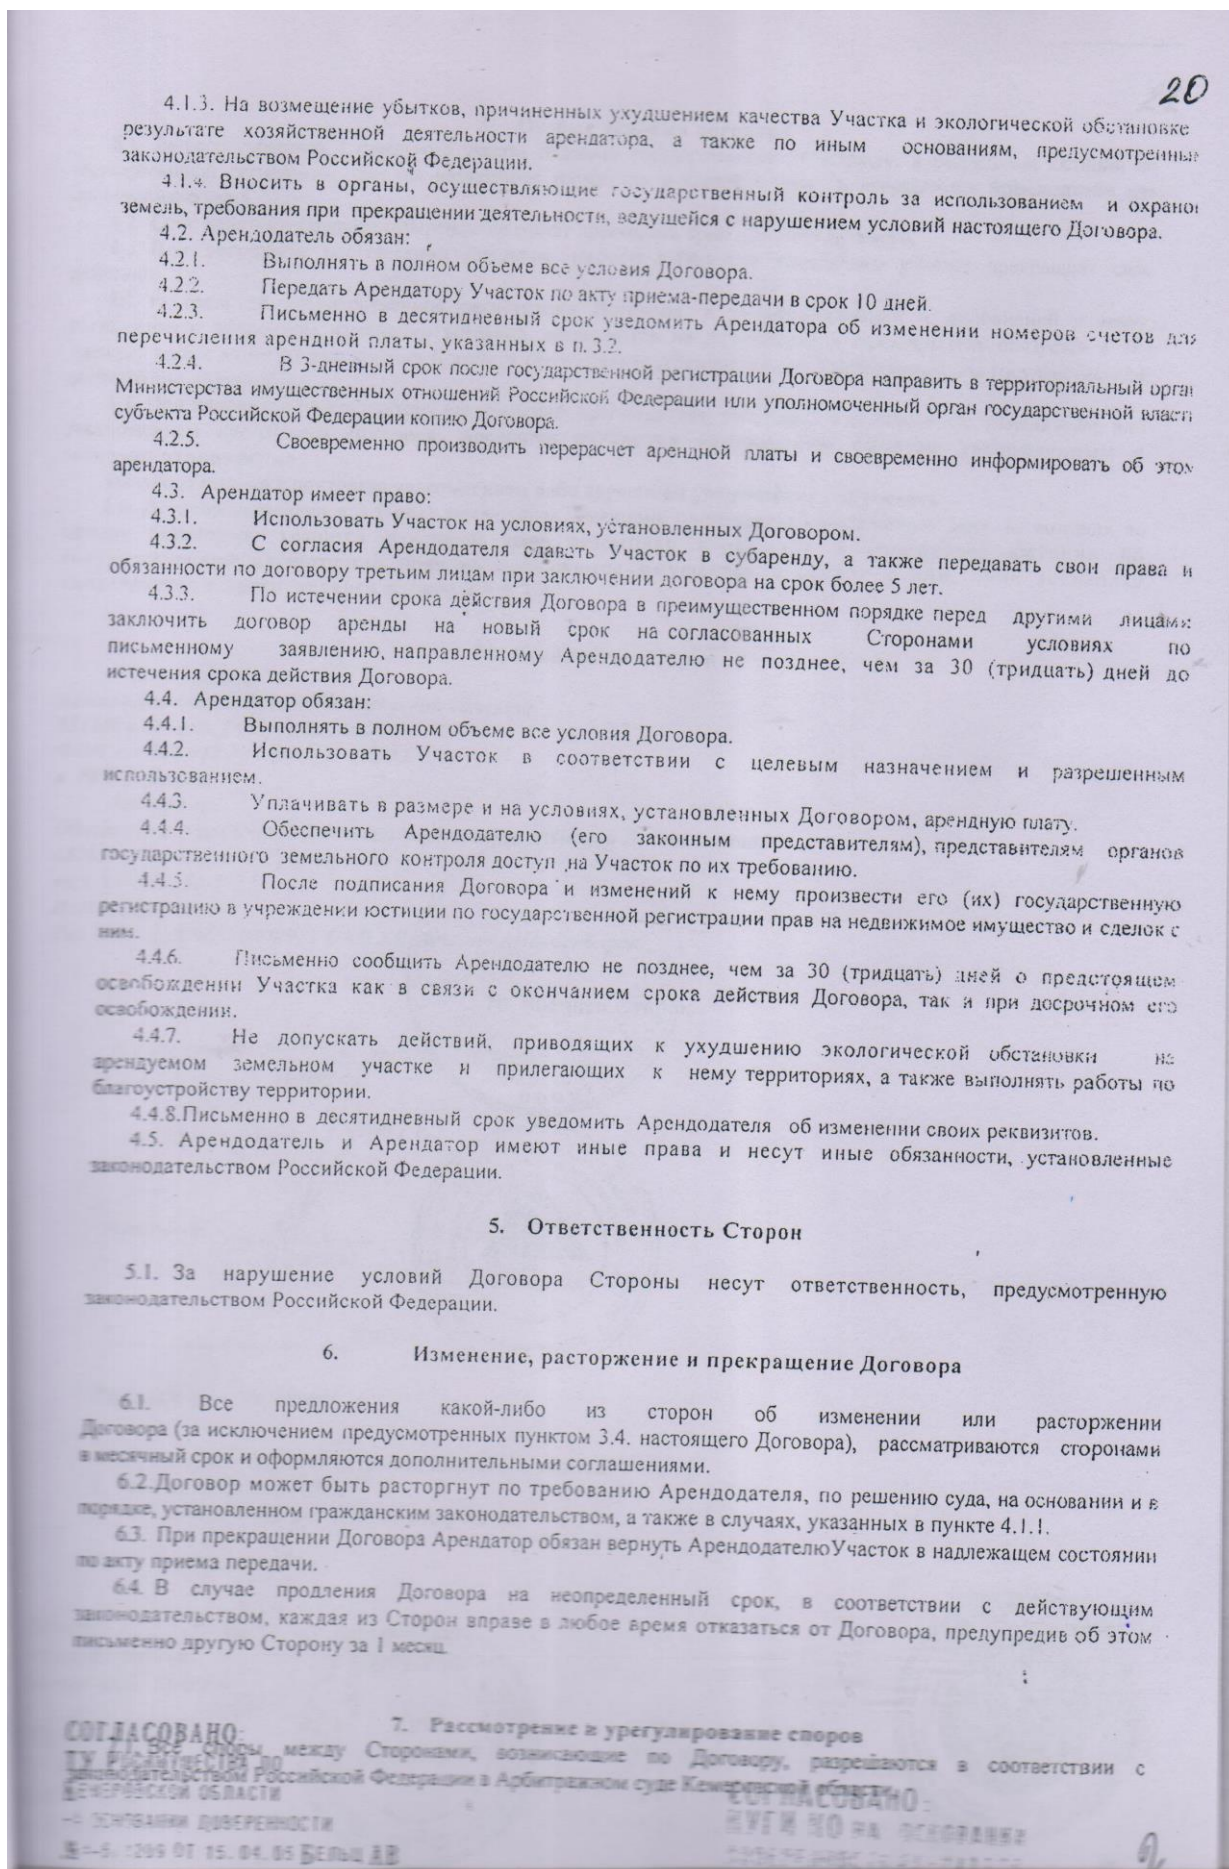 20
4.1.3. На возмещение убытков, причиненных ухудшением качества Участка и экологической обстановке
результате хозяйственной деятельности арендатора, а также по иным основаниям, предусмотренны
законодательством Российской Федерации.
4.1.4. Вносить в органы, осуществляющие государственный контроль за использованием и охрано
земель, требования при прекращении деятельности, ведущейся с нарушением условий настоящего Договора.
4.2. Арендодатель обязан:
4.2.1. Выполнять в полном объеме все условия Договора.
4.2.2. Передать Арендатору Участок по акту приема-передачи в срок 10 дней.
4.2.3. Письменно в десятидневный срок уведомить Арендатора об изменении номеров счетов для
перечисления арендной платы, указанных в п. 3.2.
4.2.4. В 3-дневный срок после государственной регистрации Договора направить в территориальный орган
Министерства имущественных отношений Российской Федерации или уполномоченный орган государственной власти
субъекта Российской Федерации копию Договора.
4.2.5. Своевременно производить перерасчет арендной платы и своевременно информировать об этом
арендатора.
4.3. Арендатор имеет право:
4.3.1. Использовать Участок на условиях, установленных Договором.
4.3.2. С согласия Арендодателя сдавать Участок в субаренду, а также передавать свои права и
обязанности по договору третьим лицам при заключении договора на срок более 5 лет.
4.3.3. По истечении срока действия Договора в преимущественном порядке перед другими лицами
заключить договор аренды на новый срок на согласованных Сторонами условиях по
письменному заявлению, направленному Арендодателю не позднее, чем за 30 (тридцать) дней до
истечения срока действия Договора.
4.4. Арендатор обязан:
4.4.1. Выполнять в полном объеме все условия Договора.
4.4.2. Использовать Участок в соответствии с целевым назначением и разрешенным
использованием.
4.4.3. Уплачивать в размере и на условиях, установленных Договором, арендную плату.
4.4.4. Обеспечить Арендодателю (его законным представителям), представителям органов
государственного земельного контроля доступ на Участок по их требованию.
4.4.5. После подписания Договора и изменений к нему произвести его (их) государственную
регистрацию в учреждении юстиции по государственной регистрации прав на недвижимое имущество и сделок с
ним.
4.4.6. Письменно сообщить Арендодателю не позднее, чем за 30 (тридцать) дней о предстоящем
освобождении Участка как в связи с окончанием срока действия Договора, так и при досрочном его
освобождении.
4.4.7. Не допускать действий, приводящих к ухудшению экологической обстановки на
арендуемом земельном участке и прилегающих к нему территориях, а также выполнять работы по
благоустройству территории.
4.4.8.Письменно в десятидневный срок уведомить Арендодателя об изменении своих реквизитов.
4.5. Арендодатель и Арендатор имеют иные права и несут иные обязанности, установленные
законодательством Российской Федерации.
5. Ответственность Сторон
5.1. За нарушение условий Договора Стороны несут ответственность, предусмотренную
законодательством Российской Федерации.
6. Изменение, расторжение и прекращение Договора
6.1. Все предложения какой-либо из сторон об изменении или расторжении
Договора (за исключением предусмотренных пунктом 3.4. настоящего Договора), рассматриваются сторонами
в месячный срок и оформляются дополнительными соглашениями.
6.2.Договор может быть расторгнут по требованию Арендодателя, по решению суда, на основании и в
порядке, установленном гражданским законодательством, а также в случаях, указанных в пункте 4.1.1.
6.3. При прекращении Договора Арендатор обязан вернуть Арендодателю Участок в надлежащем состоянии
по акту приема передачи.
6.4. В случае продления Договора на неопределенный срок, в соответствии с действующим
законодательством, каждая из Сторон вправе в любое время отказаться от Договора, предупредив об этом
письменно другую Сторону за 1 месяц.
7. Рассмотрение и урегулирование споров
Все споры между Сторонами, возникающие по Договору, разрешаются в соответствии с
законодательством Российской Федерации в Арбитражном суде Кемеровской области.
СОГЛАСОВАНО:
ТУ РОСИМУЩЕСТВА ПО
КЕМЕРОВСКОЙ ОБЛАСТИ
НА ОСНОВАНИИ ДОВЕРЕННОСТИ
ОТ 15.04.05 БЕЛЬЦ АВ
СОГЛАСОВАНО:
КУГИ КО НА ОСНОВАНИИ